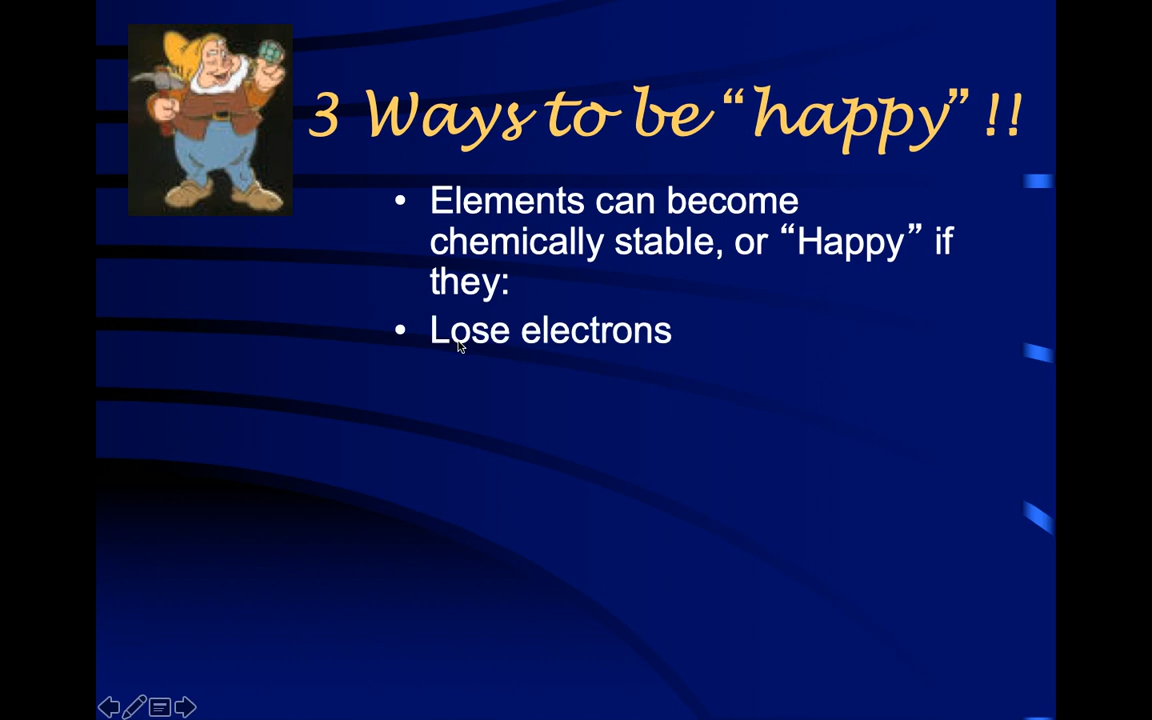 3 Ways to be “happy” !!
• Elements can become
chemically stable, or “Happy” if
they:
• Lose electrons